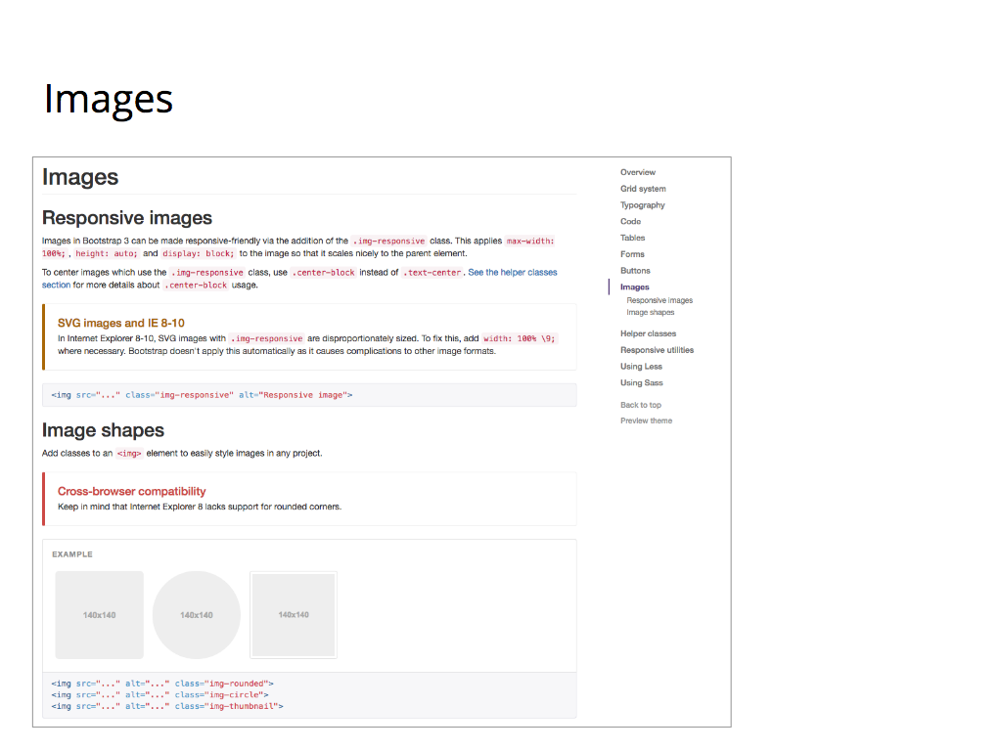 Images
Images
Responsive images
Images in Bootstrap 3 can be made responsive-friendly via the addition of the .img-responsive class. This applies max-width:
100%; , height: auto; and display: block; to the image so that it scales nicely to the parent element.
To center images which use the .img-responsive class, use .center-block instead of .text-center . See the helper classes
section for more details about .center-block usage.
SVG images and IE 8-10
In Internet Explorer 8-10, SVG images with .img-responsive are disproportionately sized. To fix this, add width: 100% \9;
where necessary. Bootstrap doesn't apply this automatically as it causes complications to other image formats.
<img src="..." class="img-responsive" alt="Responsive image">
Image shapes
Add classes to an <img> element to easily style images in any project.
Cross-browser compatibility
Keep in mind that Internet Explorer 8 lacks support for rounded corners.
EXAMPLE
140x140
140x140
140x140
<img src="..." alt="..." class="img-rounded">
<img src="..." alt="..." class="img-circle">
<img src="..." alt="..." class="img-thumbnail">
Overview
Grid system
Typography
Code
Tables
Forms
Buttons
Images
Responsive images
Image shapes
Helper classes
Responsive utilities
Using Less
Using Sass
Back to top
Preview theme